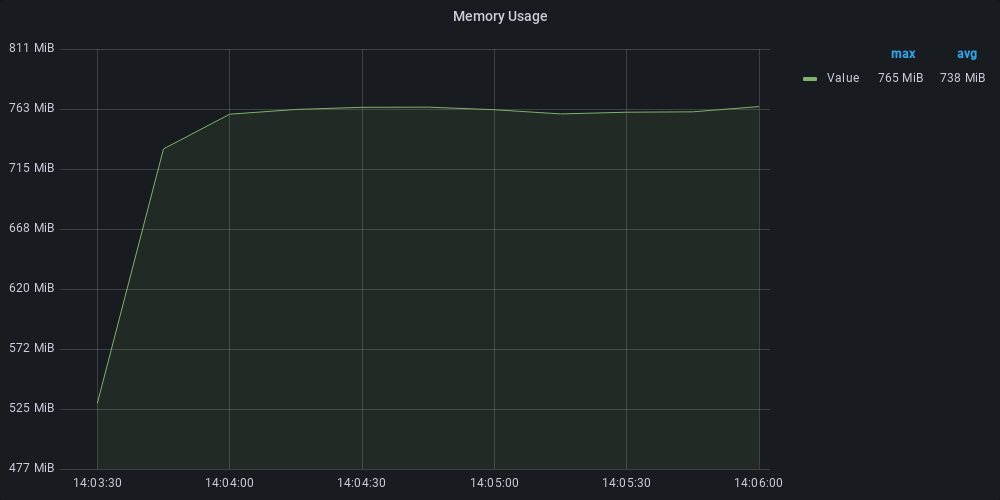 Memory Usage
811 MiB
763 MiB
715 MiB
668 MiB
620 MiB
572 MiB
525 MiB
477 MiB
14:03:30 14:04:00 14:04:30 14:05:00 14:05:30 14:06:00
max avg
Value 765 MiB 738 MiB